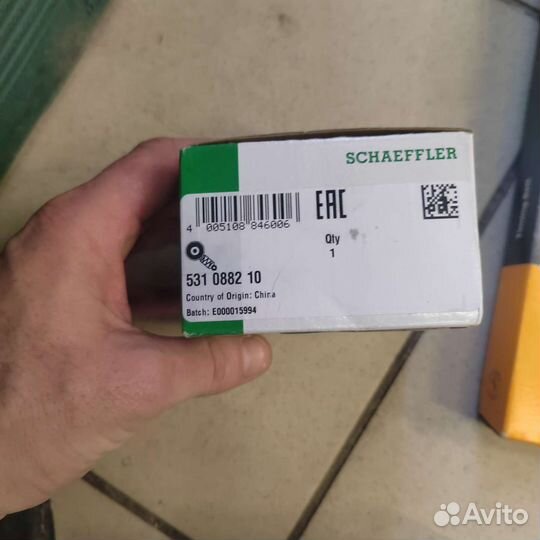 SCHAEFFLER
EAC
4 005108 846006
Qty
1
531 0882 10
Country of Origin: China
Batch: E000015994
Avito